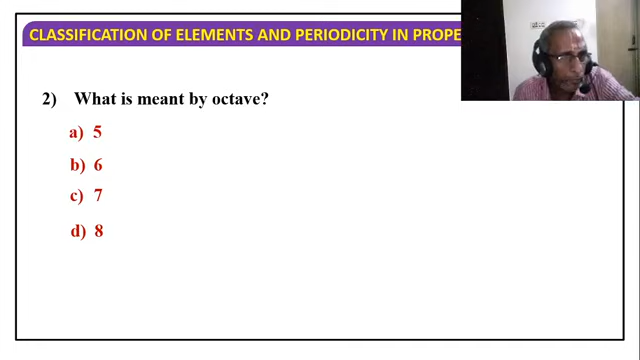 CLASSIFICATION OF ELEMENTS AND PERIODICITY IN PROPE
2) What is meant by octave?
a) 5
b) 6
c) 7
d) 8